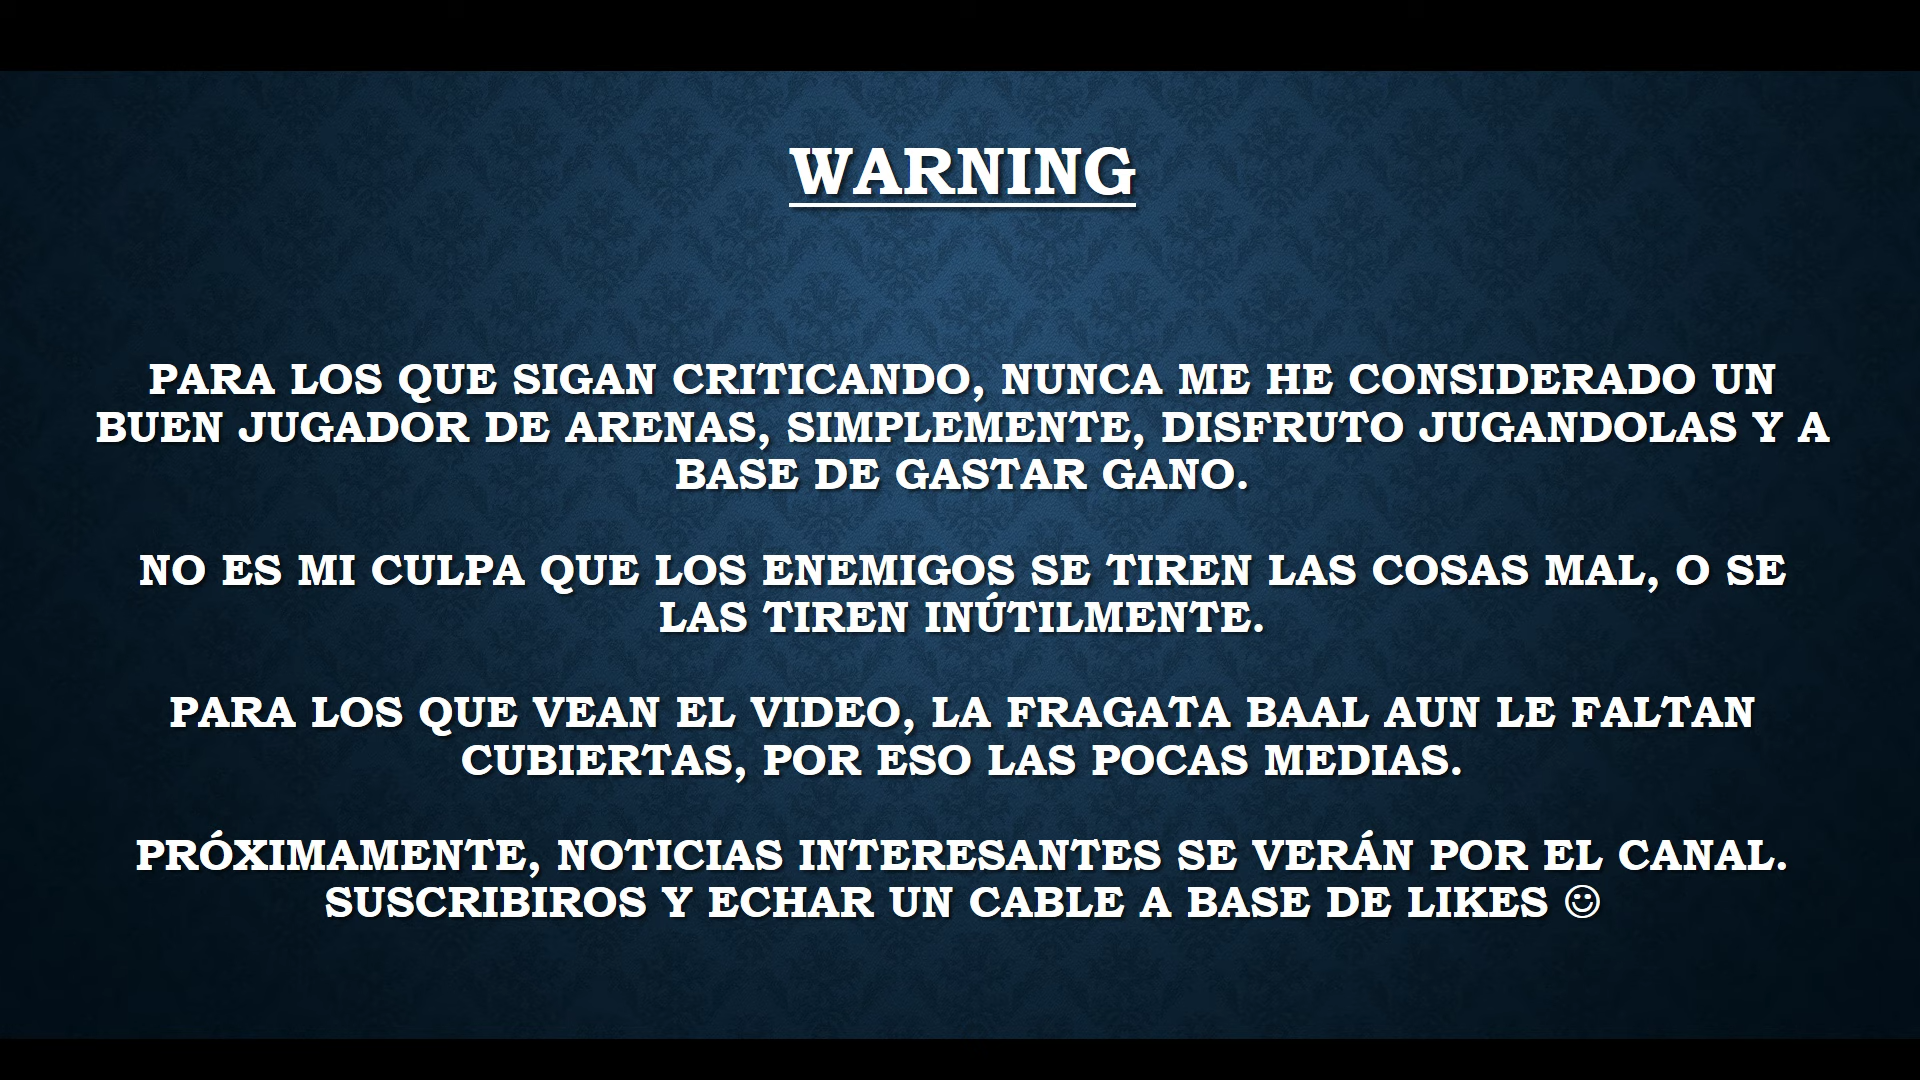 WARNING
PARA LOS QUE SIGAN CRITICANDO, NUNCA ME HE CONSIDERADO UN
BUEN JUGADOR DE ARENAS, SIMPLEMENTE, DISFRUTO JUGANDOLAS Y A
BASE DE GASTAR GANO.
NO ES MI CULPA QUE LOS ENEMIGOS SE TIREN LAS COSAS MAL, O SE
LAS TIREN INÚTILMENTE.
PARA LOS QUE VEAN EL VIDEO, LA FRAGATA BAAL AUN LE FALTAN
CUBIERTAS, POR ESO LAS POCAS MEDIAS.
PRÓXIMAMENTE, NOTICIAS INTERESANTES SE VERÁN POR EL CANAL.
SUSCRIBIROS Y ECHAR UN CABLE A BASE DE LIKES ☺